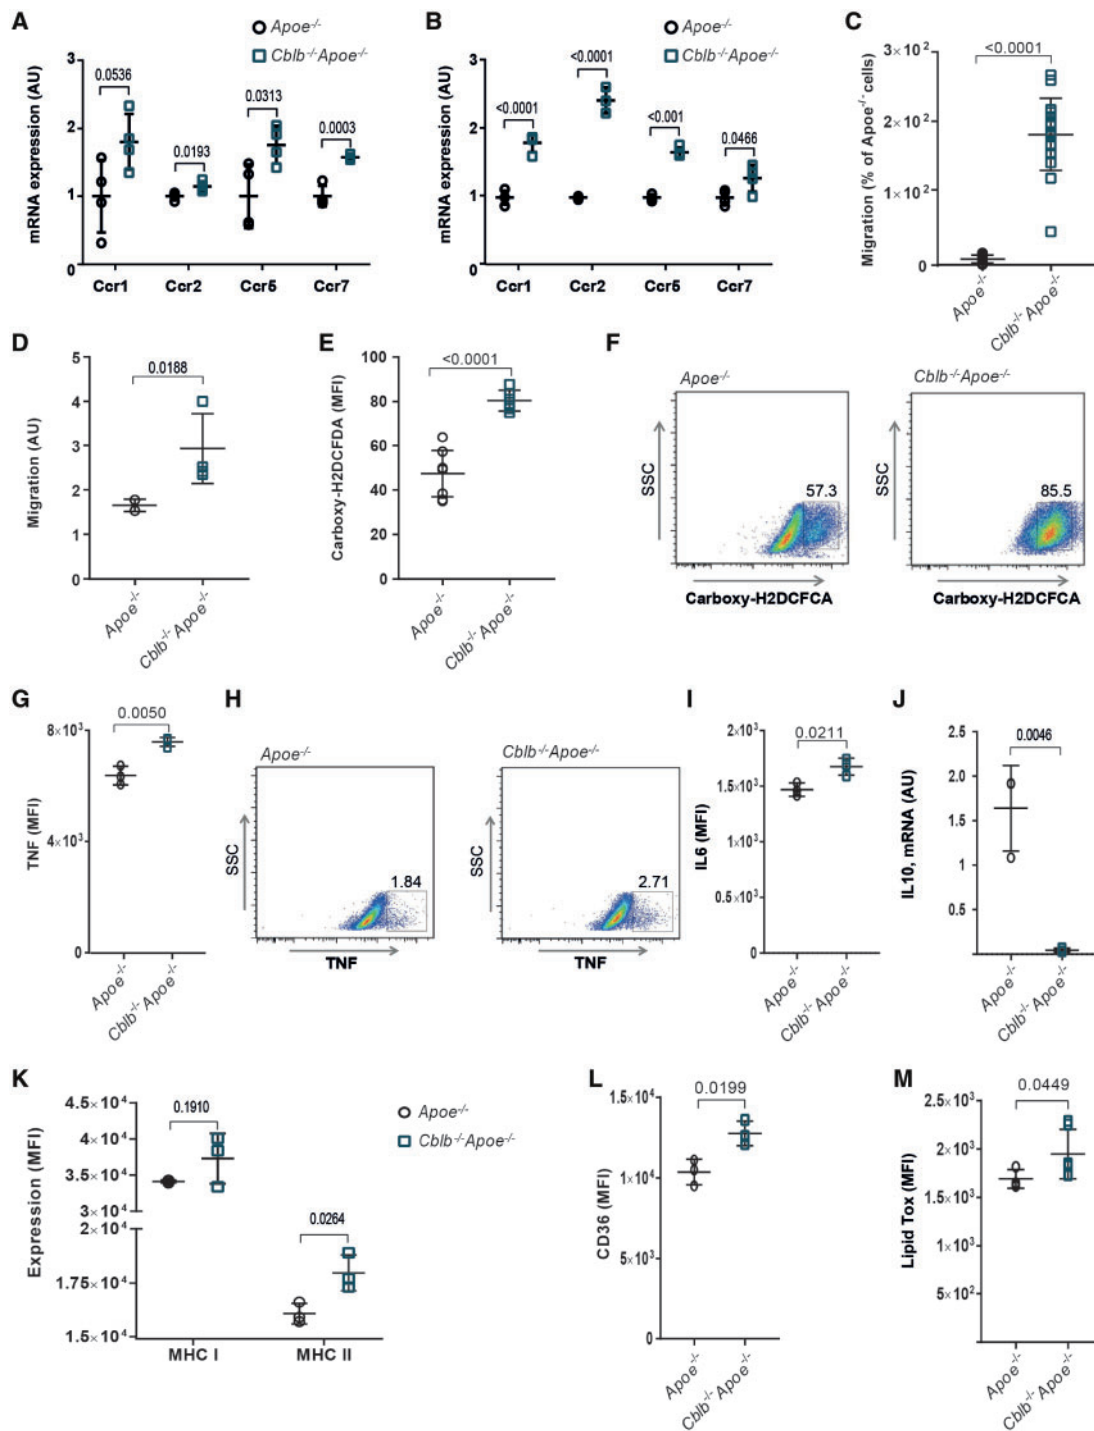 A
Apoe-/-
Cblb-/-Apoe-/-
mRNA expression (AU)
3
2
1
0
0.0536
0.0193
0.0313
0.0003
Ccr1
Ccr2
Ccr5
Ccr7
B
Apoe-/-
Cblb-/-Apoe-/-
mRNA expression (AU)
3
2
1
0
<0.0001
<0.0001
<0.001
0.0466
Ccr1
Ccr2
Ccr5
Ccr7
C
Migration (% of Apoe-/- cells)
3×10²
2×10²
1×10²
0
<0.0001
Apoe-/-
Cblb-/-Apoe-/-
D
Migration (AU)
5
4
3
2
1
0
0.0188
Apoe-/-
Cblb-/-Apoe-/-
E
Carboxy-H2DCFDA (MFI)
100
80
60
40
20
0
<0.0001
Apoe-/-
Cblb-/-Apoe-/-
F
Apoe-/-
SSC
57.3
Carboxy-H2DCFCA
Cblb-/-Apoe-/-
SSC
85.5
Carboxy-H2DCFCA
G
TNF (MFI)
8×10³
4×10³
0
0.0050
Apoe-/-
Cblb-/-Apoe-/-
H
Apoe-/-
SSC
1.84
TNF
Cblb-/-Apoe-/-
SSC
2.71
TNF
I
IL6 (MFI)
2×10³
1.5×10³
1×10³
0.5×10³
0
0.0211
Apoe-/-
Cblb-/-Apoe-/-
J
IL10, mRNA (AU)
2.5
2.0
1.5
1
0.5
0.0046
Apoe-/-
Cblb-/-Apoe-/-
K
Expression (MFI)
4.5×10⁴
4×10⁴
3.5×10⁴
3×10⁴
2×10⁴
1.75×10⁴
1.5×10⁴
0.1910
0.0264
MHC I
MHC II
Apoe-/-
Cblb-/-Apoe-/-
L
CD36 (MFI)
1.5×10⁴
1×10⁴
5×10³
0
0.0199
Apoe-/-
Cblb-/-Apoe-/-
M
Lipid Tox (MFI)
2.5×10³
2×10³
1.5×10³
1×10³
5×10²
0.0449
Apoe-/-
Cblb-/-Apoe-/-